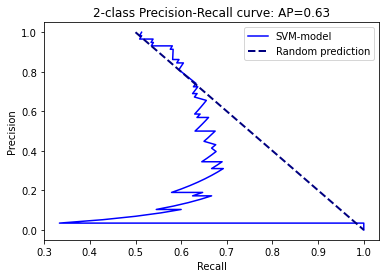 2-class Precision-Recall curve: AP=0.63
SVM-model
Random prediction
Precision
1.0
0.8
0.6
0.4
0.2
0.0
0.3 0.4 0.5 0.6 0.7 0.8 0.9 1.0
Recall